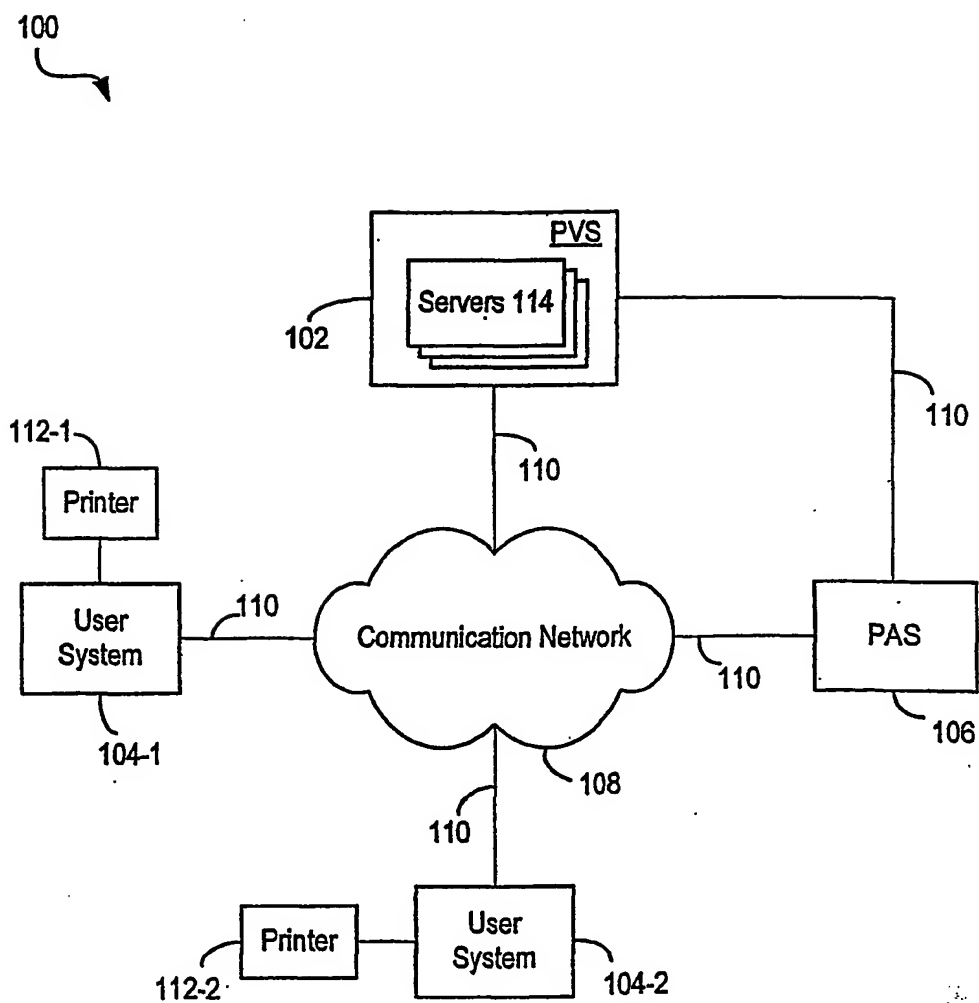 100
PVS
Servers 114
102
110
110
112-1
Printer
User
System
110
Communication Network
110
PAS
104-1
106
108
110
Printer
User
System
112-2
104-2